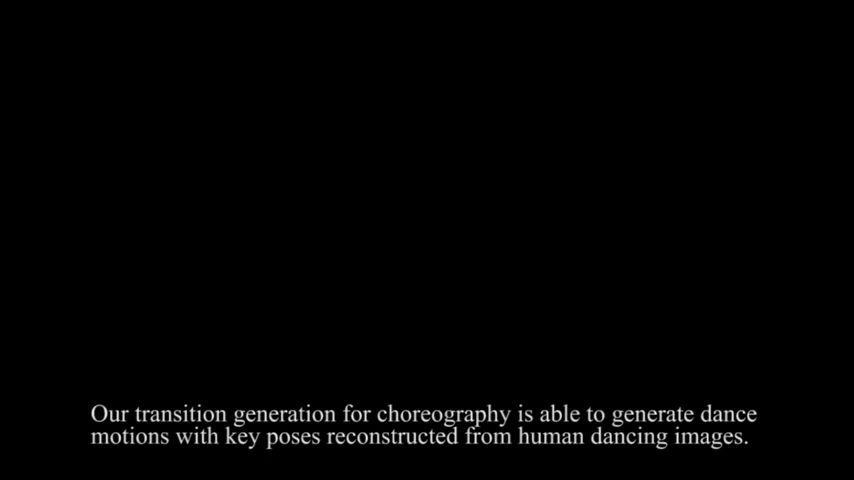 Our transition generation for choreography is able to generate dance
motions with key poses reconstructed from human dancing images.